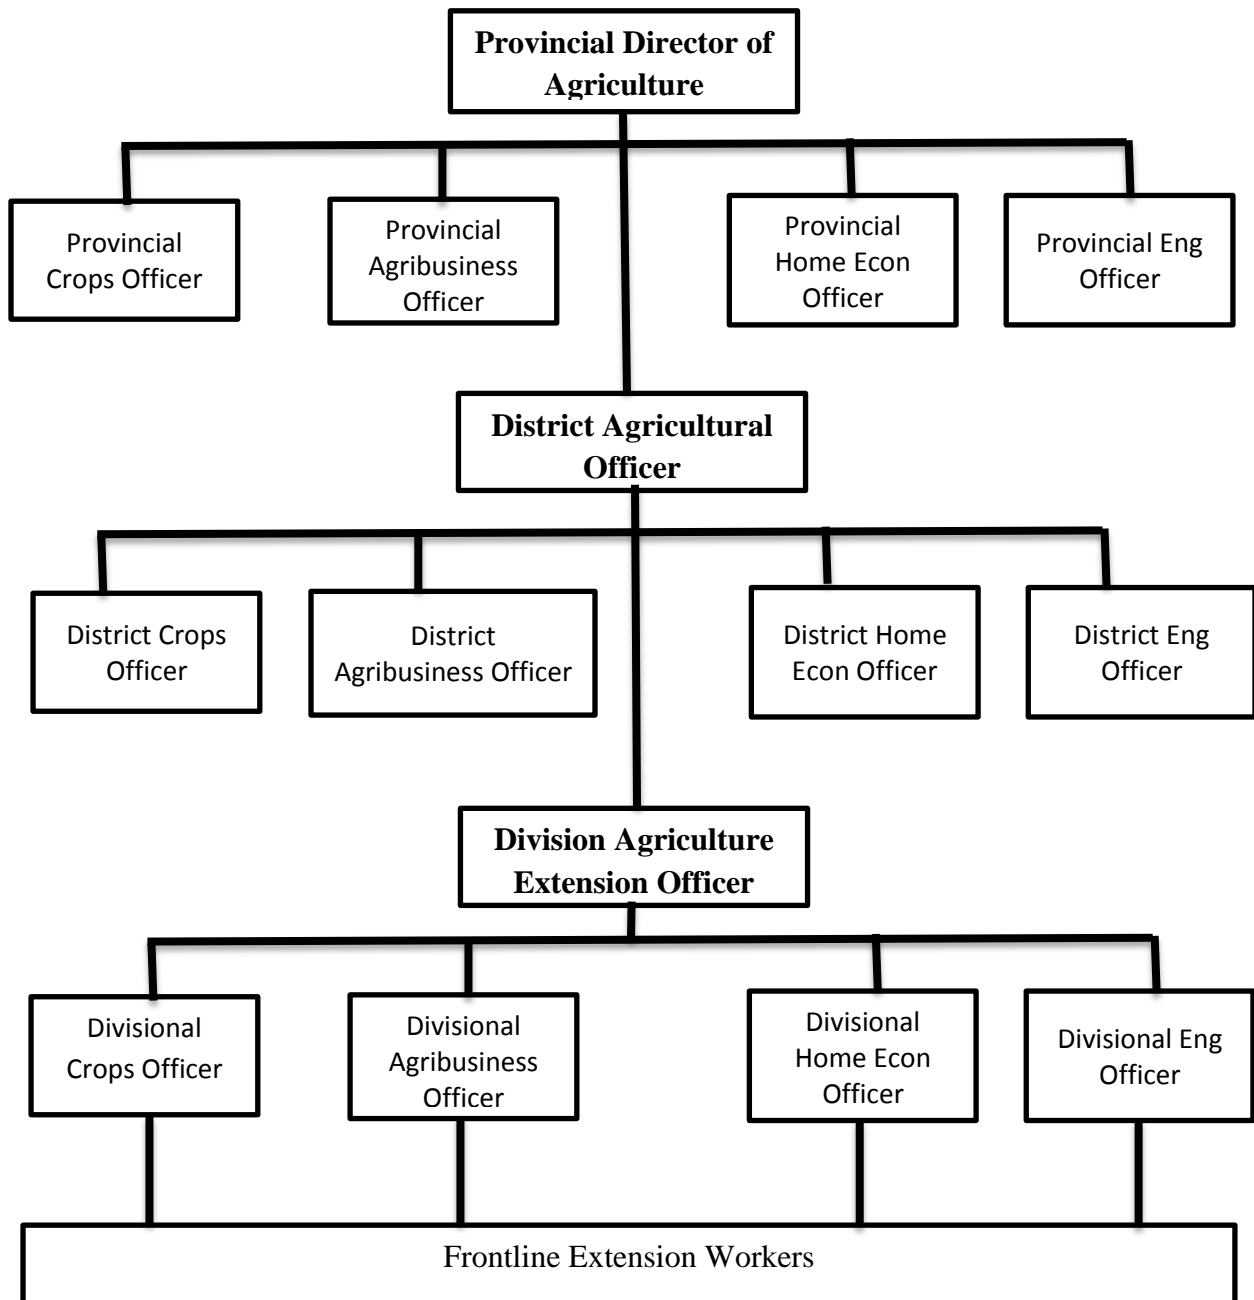 Provincial Director of
Agriculture
Provincial
Crops Officer
Provincial
Agribusiness
Officer
Provincial
Home Econ
Officer
Provincial Eng
Officer
District Agricultural
Officer
District Crops
Officer
District
Agribusiness Officer
District Home
Econ Officer
District Eng
Officer
Division Agriculture
Extension Officer
Divisional
Crops Officer
Divisional
Agribusiness
Officer
Divisional
Home Econ
Officer
Divisional Eng
Officer
Frontline Extension Workers